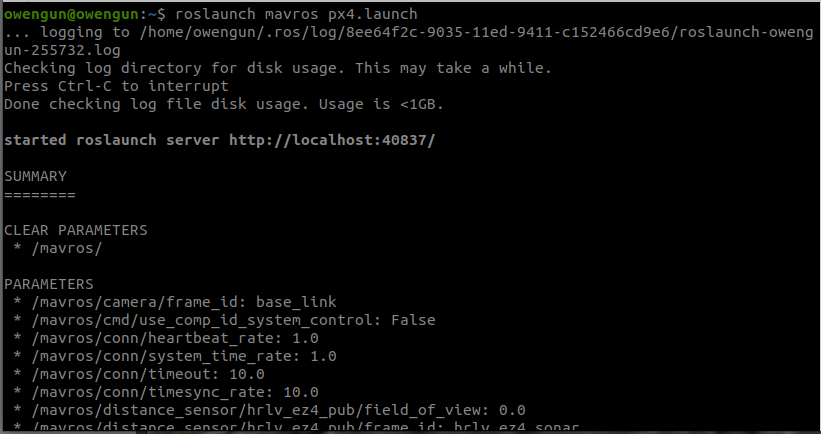 owengun@owengun:~$ roslaunch mavros px4.launch
... logging to /home/owengun/.ros/log/8ee64f2c-9035-11ed-9411-c152466cd9e6/roslaunch-oweng
un-255732.log
Checking log directory for disk usage. This may take a while.
Press Ctrl-C to interrupt
Done checking log file disk usage. Usage is <1GB.
started roslaunch server http://localhost:40837/
SUMMARY
========
CLEAR PARAMETERS
 * /mavros/
PARAMETERS
 * /mavros/camera/frame_id: base_link
 * /mavros/cmd/use_comp_id_system_control: False
 * /mavros/conn/heartbeat_rate: 1.0
 * /mavros/conn/system_time_rate: 1.0
 * /mavros/conn/timeout: 10.0
 * /mavros/conn/timesync_rate: 10.0
 * /mavros/distance_sensor/hrlv_ez4_pub/field_of_view: 0.0
 * /mavros/distance_sensor/hrlv_ez4_pub/frame_id: hrlv_ez4_sonar